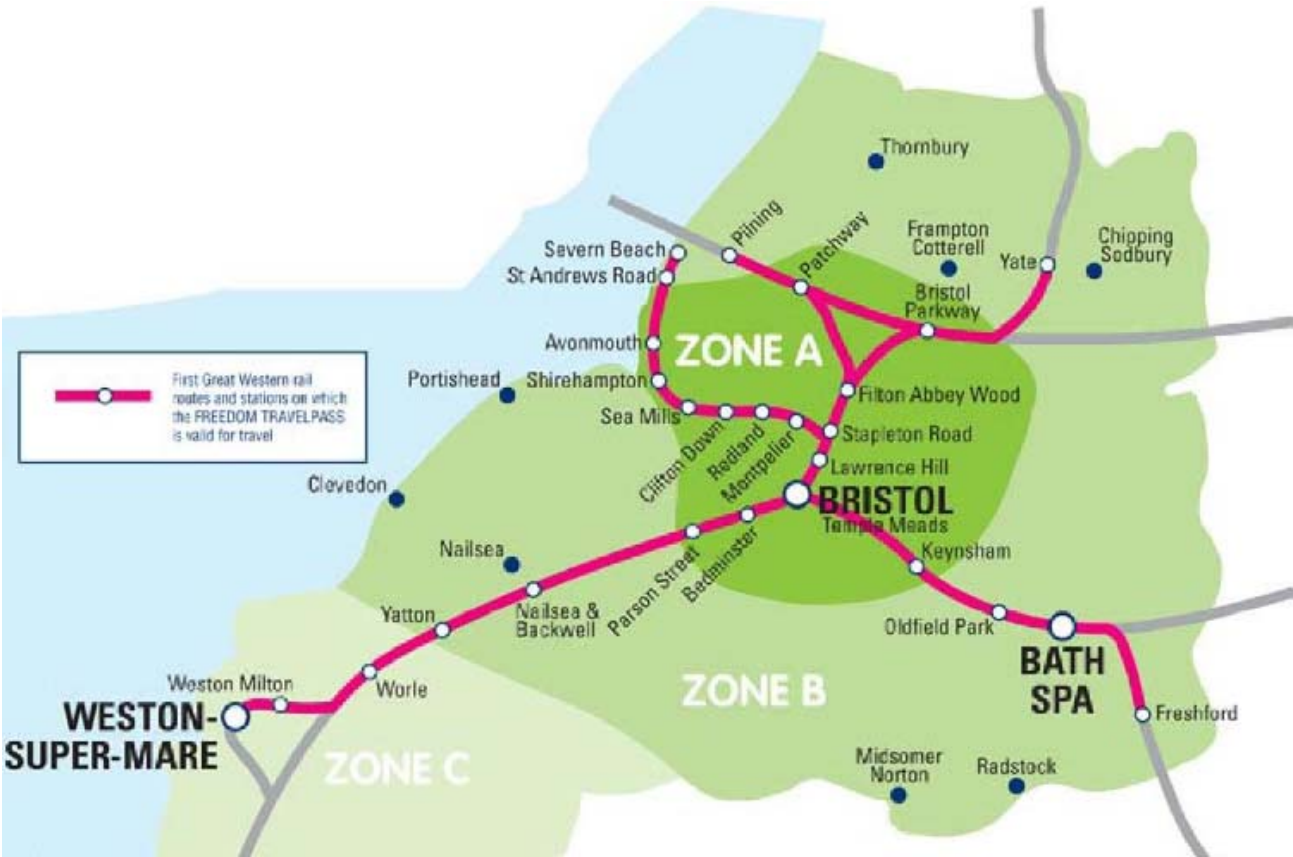 Thornbury
Pilning
Patchway
Frampton
Cotterell
Chipping
Sodbury
Severn Beach
Yate
St Andrews Road
Bristol
Parkway
ZONE A
Avonmouth
First Great Western rail
routes and stations on which
the FREEDOM TRAVELPASS
is valid for travel
Portishead
Shirehampton
Filton Abbey Wood
Sea Mills
Clifton Down
Redland
Montpelier
Stapleton Road
Lawrence Hill
Clevedon
BRISTOL
Temple Meads
Nailsea
Parson Street
Bedminster
Keynsham
Yatton
Nailsea &
Backwell
Oldfield Park
BATH
SPA
Weston Milton
Worle
ZONE B
WESTON-
SUPER-MARE
Freshford
ZONE C
Midsomer
Norton
Radstock